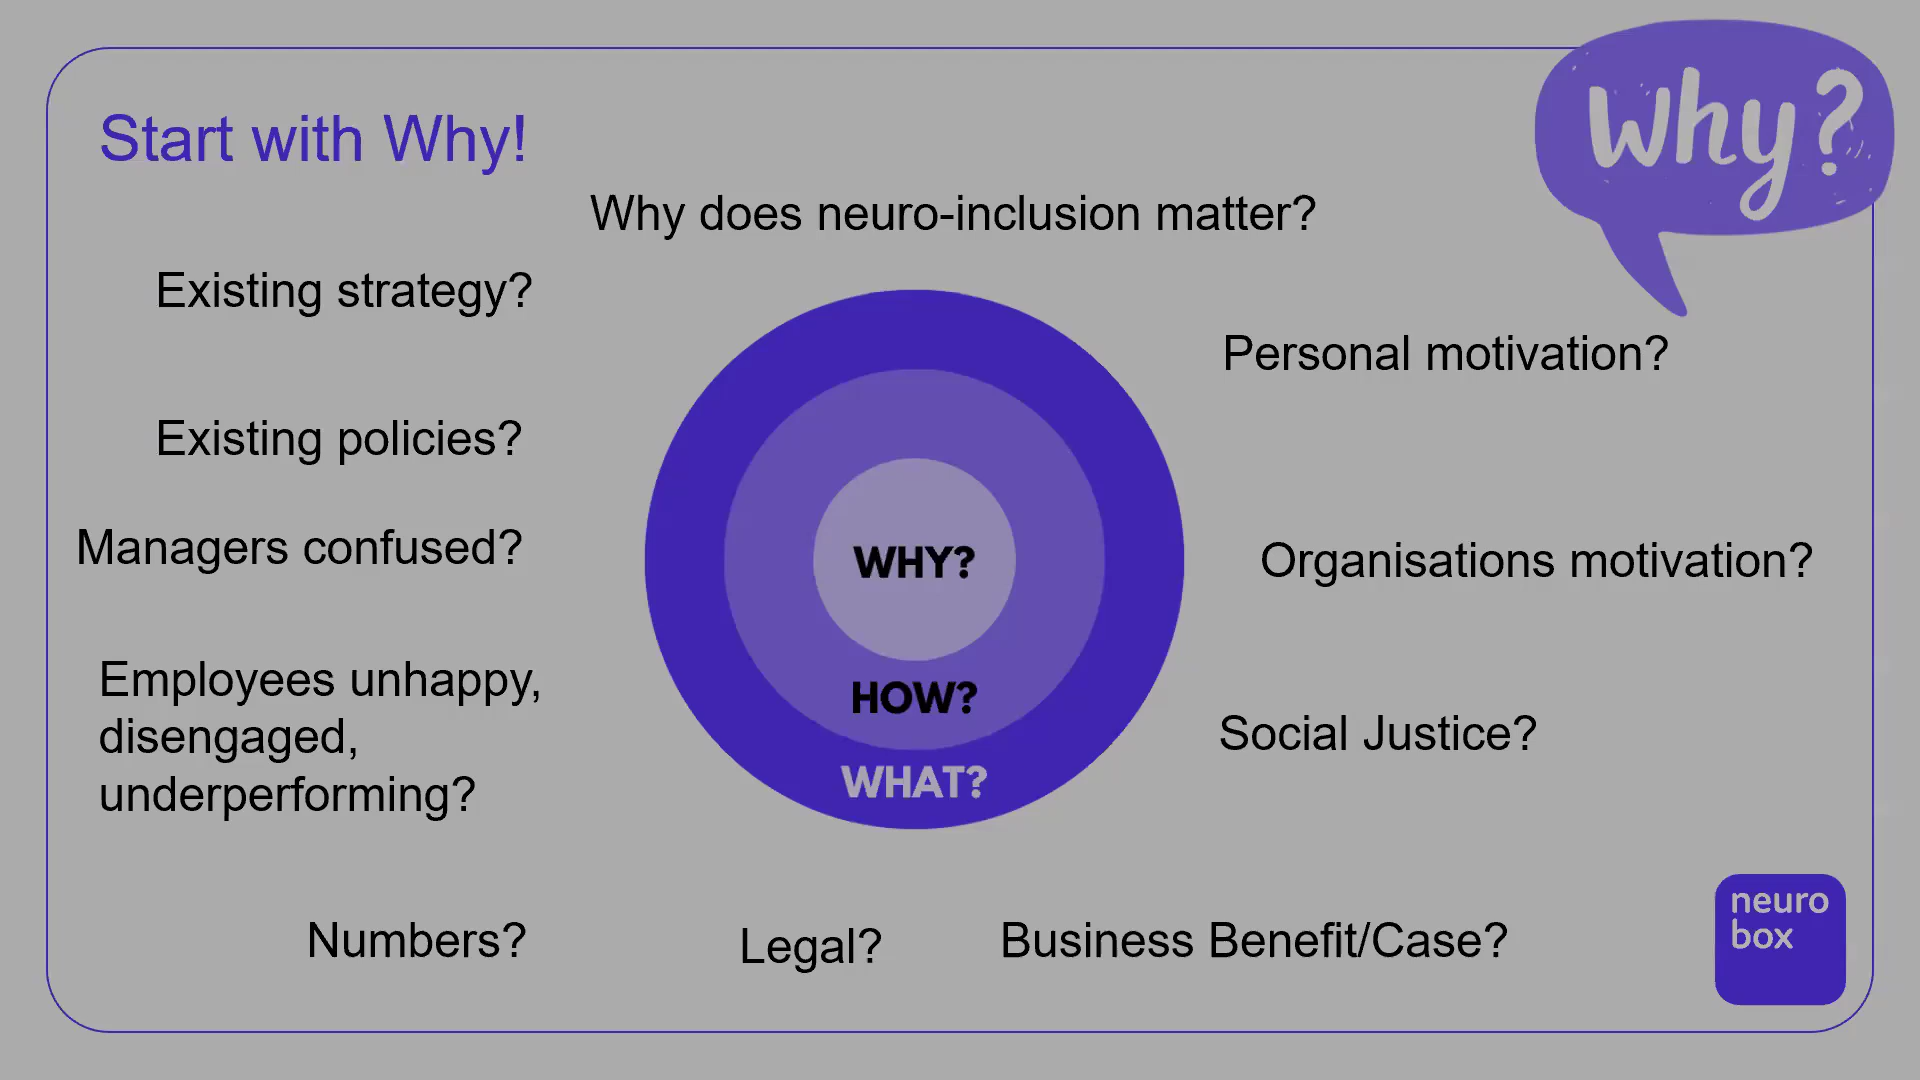 Start with Why!
Why?
Why does neuro-inclusion matter?
Existing strategy?
Personal motivation?
Existing policies?
Managers confused?
WHY?
Organisations motivation?
Employees unhappy,
disengaged,
underperforming?
HOW?
Social Justice?
WHAT?
Numbers?
Legal?
Business Benefit/Case?
neuro
box